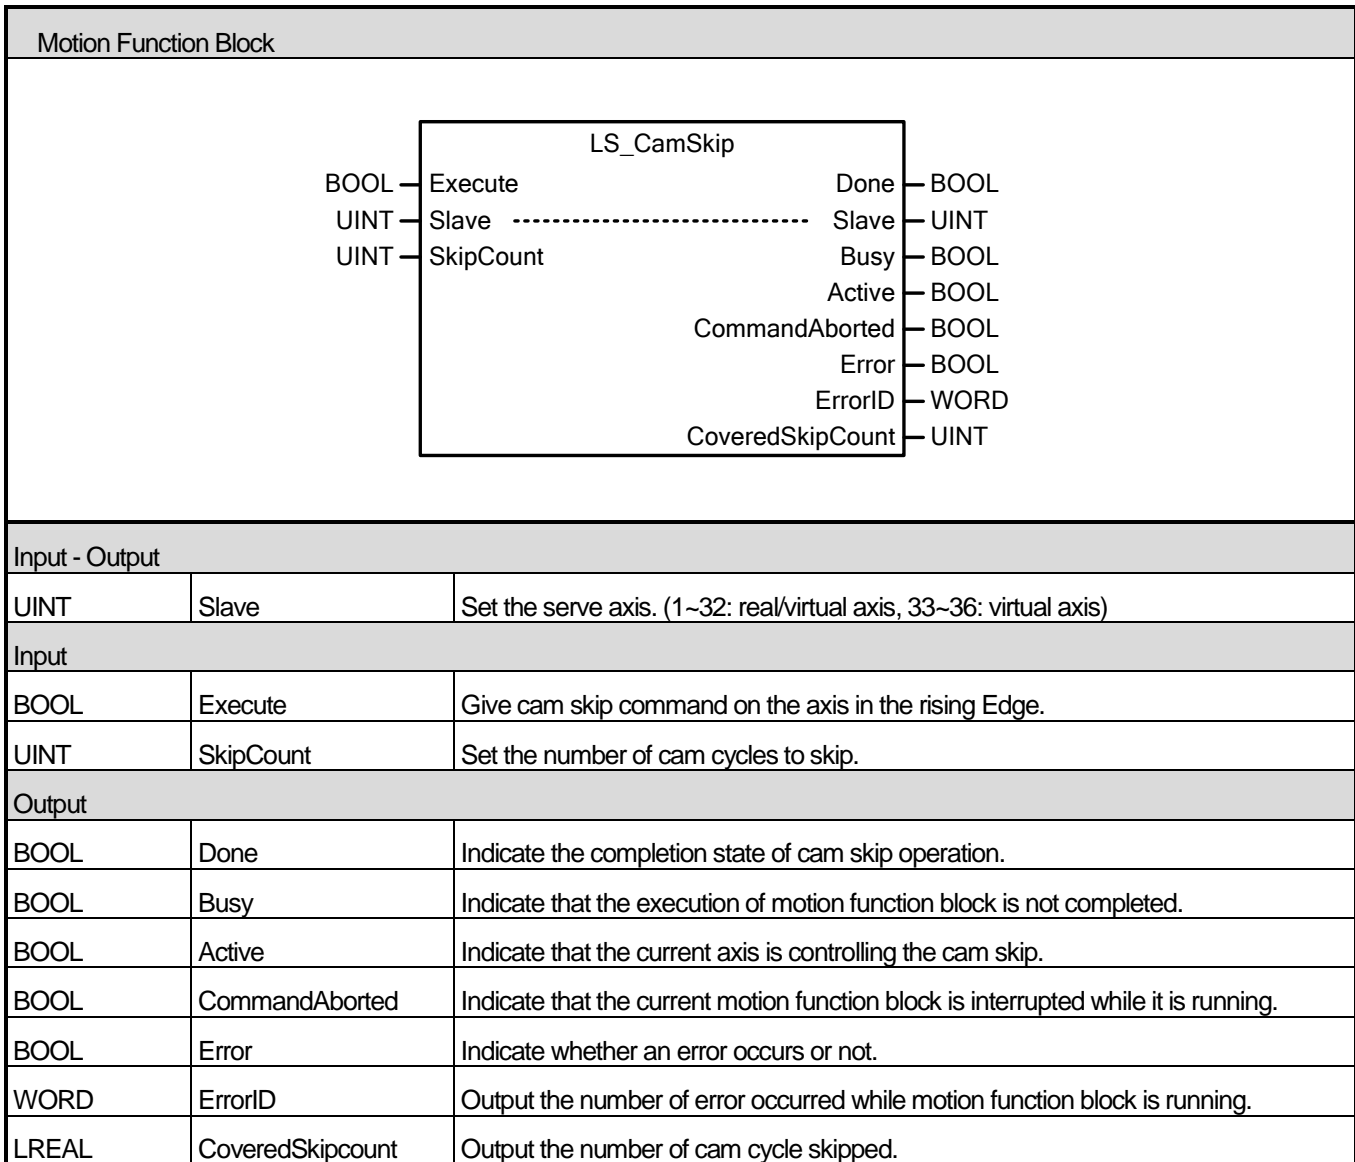 Motion Function Block
LS_CamSkip
BOOL Execute Done BOOL
UINT Slave Slave UINT
UINT SkipCount Busy BOOL
Active BOOL
CommandAborted BOOL
Error BOOL
ErrorID WORD
CoveredSkipCount UINT
Input - Output
UINT Slave Set the serve axis. (1~32: real/virtual axis, 33~36: virtual axis)
Input
BOOL Execute Give cam skip command on the axis in the rising Edge.
UINT SkipCount Set the number of cam cycles to skip.
Output
BOOL Done Indicate the completion state of cam skip operation.
BOOL Busy Indicate that the execution of motion function block is not completed.
BOOL Active Indicate that the current axis is controlling the cam skip.
BOOL CommandAborted Indicate that the current motion function block is interrupted while it is running.
BOOL Error Indicate whether an error occurs or not.
WORD ErrorID Output the number of error occurred while motion function block is running.
LREAL CoveredSkipcount Output the number of cam cycle skipped.